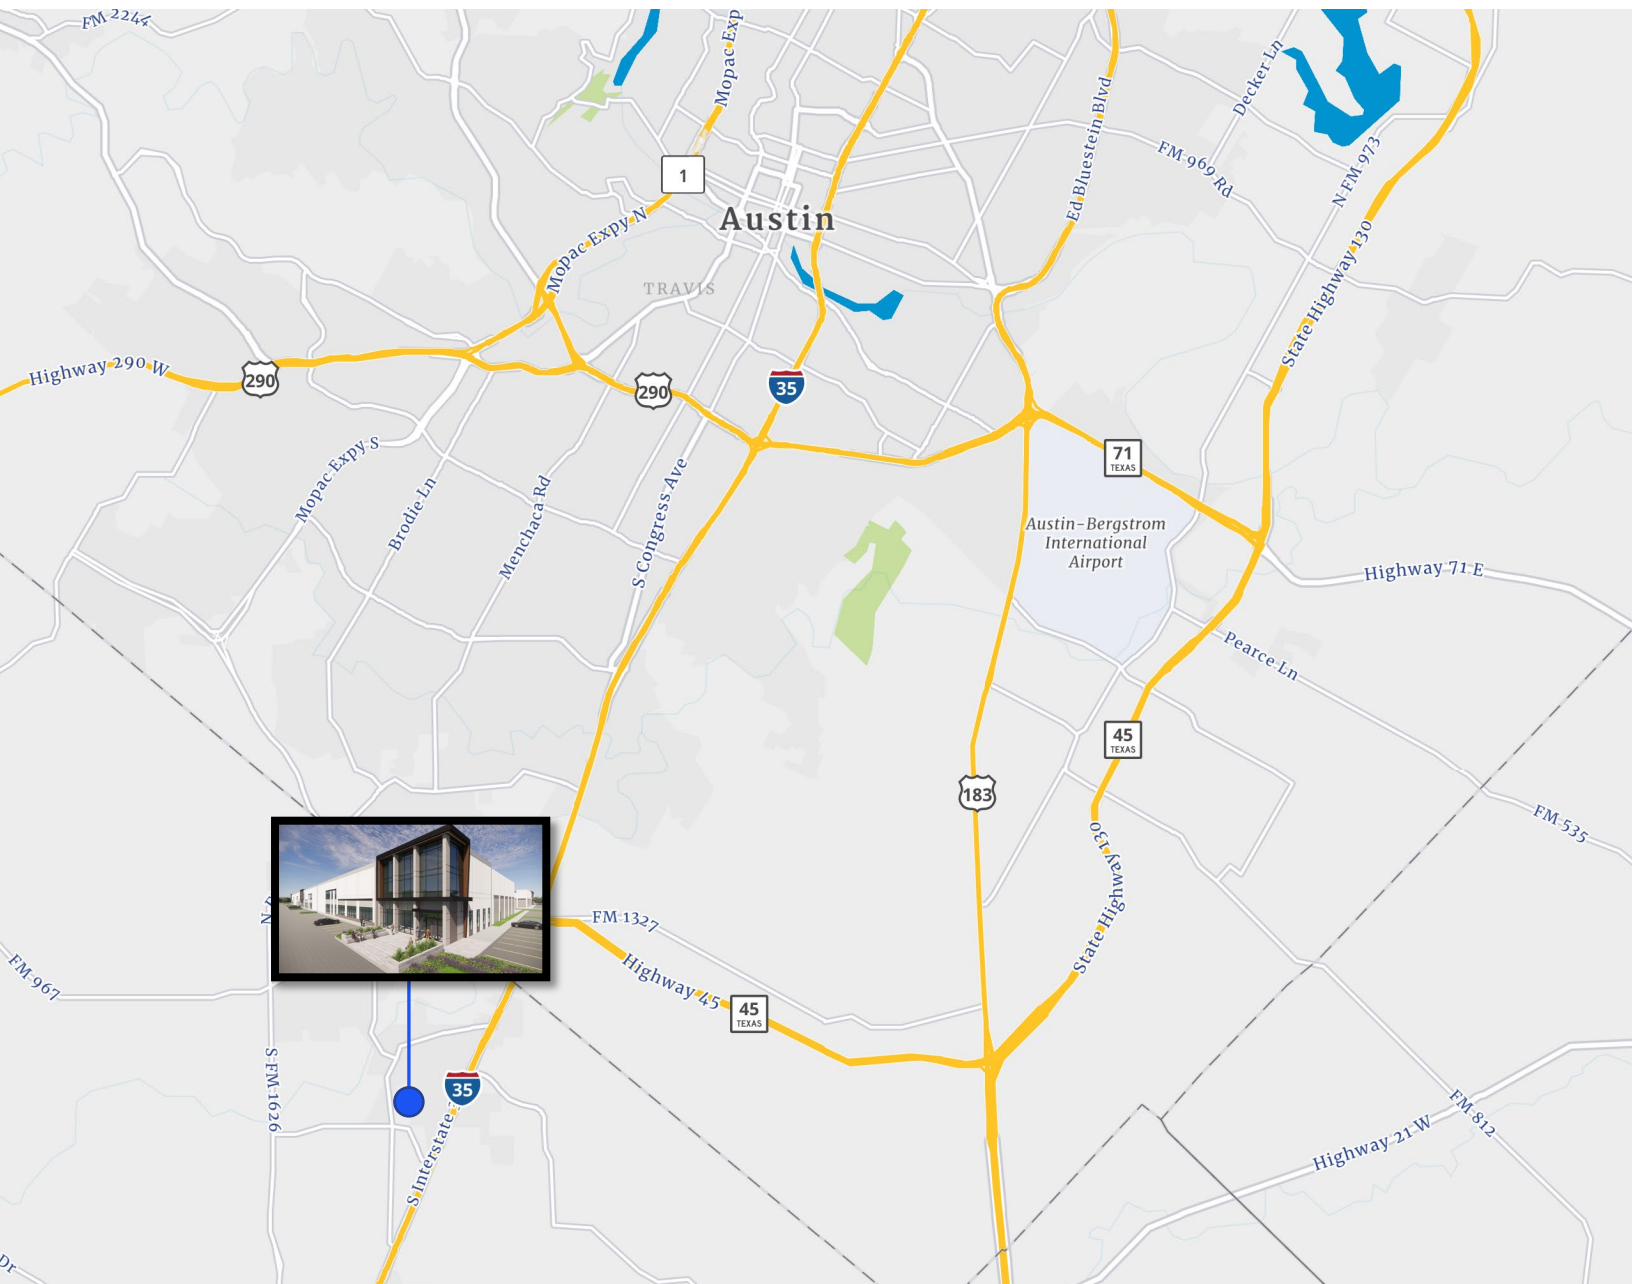 FM 2244
Mopac Exp
Decker Ln
Ed Bluestein Blvd
FM 969 Rd
N FM 973
1
Austin
Mopac Expy N
TRAVIS
State Highway 130
Highway 290 W
290
290
35
Mopac Expy S
Brodie Ln
Menchaca Rd
S Congress Ave
71
TEXAS
Austin-Bergstrom
International
Airport
Highway 71 E
Pearce Ln
45
TEXAS
183
FM 535
State Highway 130
FM 1327
Highway 45
45
TEXAS
FM 967
S FM 1626
35
S Interstate
FM 812
Highway 21 W
Dr